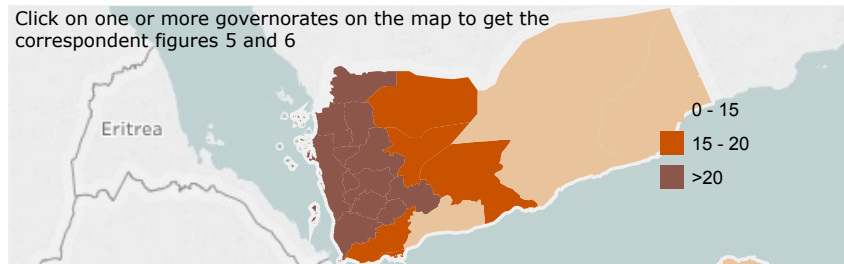 Click on one or more governorates on the map to get the
correspondent figures 5 and 6
Eritrea
0 - 15
15 - 20
>20